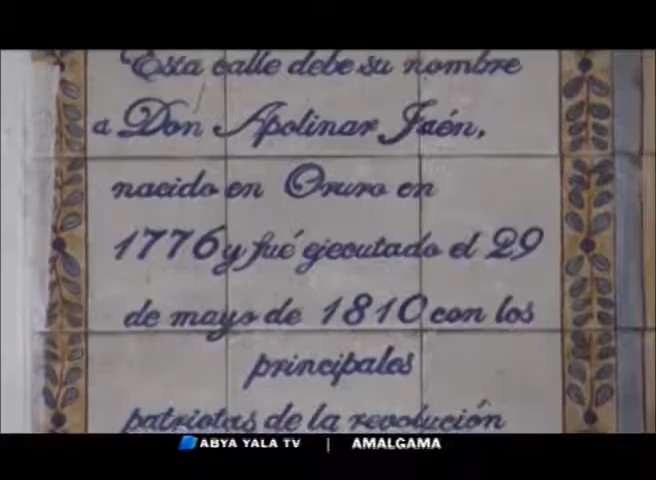 Esta calle debe su nombre
a Don Apolinar Jaén,
nacido en Oruro en
1776 y fué ejecutado el 29
de mayo de 1810 con los
principales
patriotas de la revolución
ABYA YALA TV | AMALGAMA